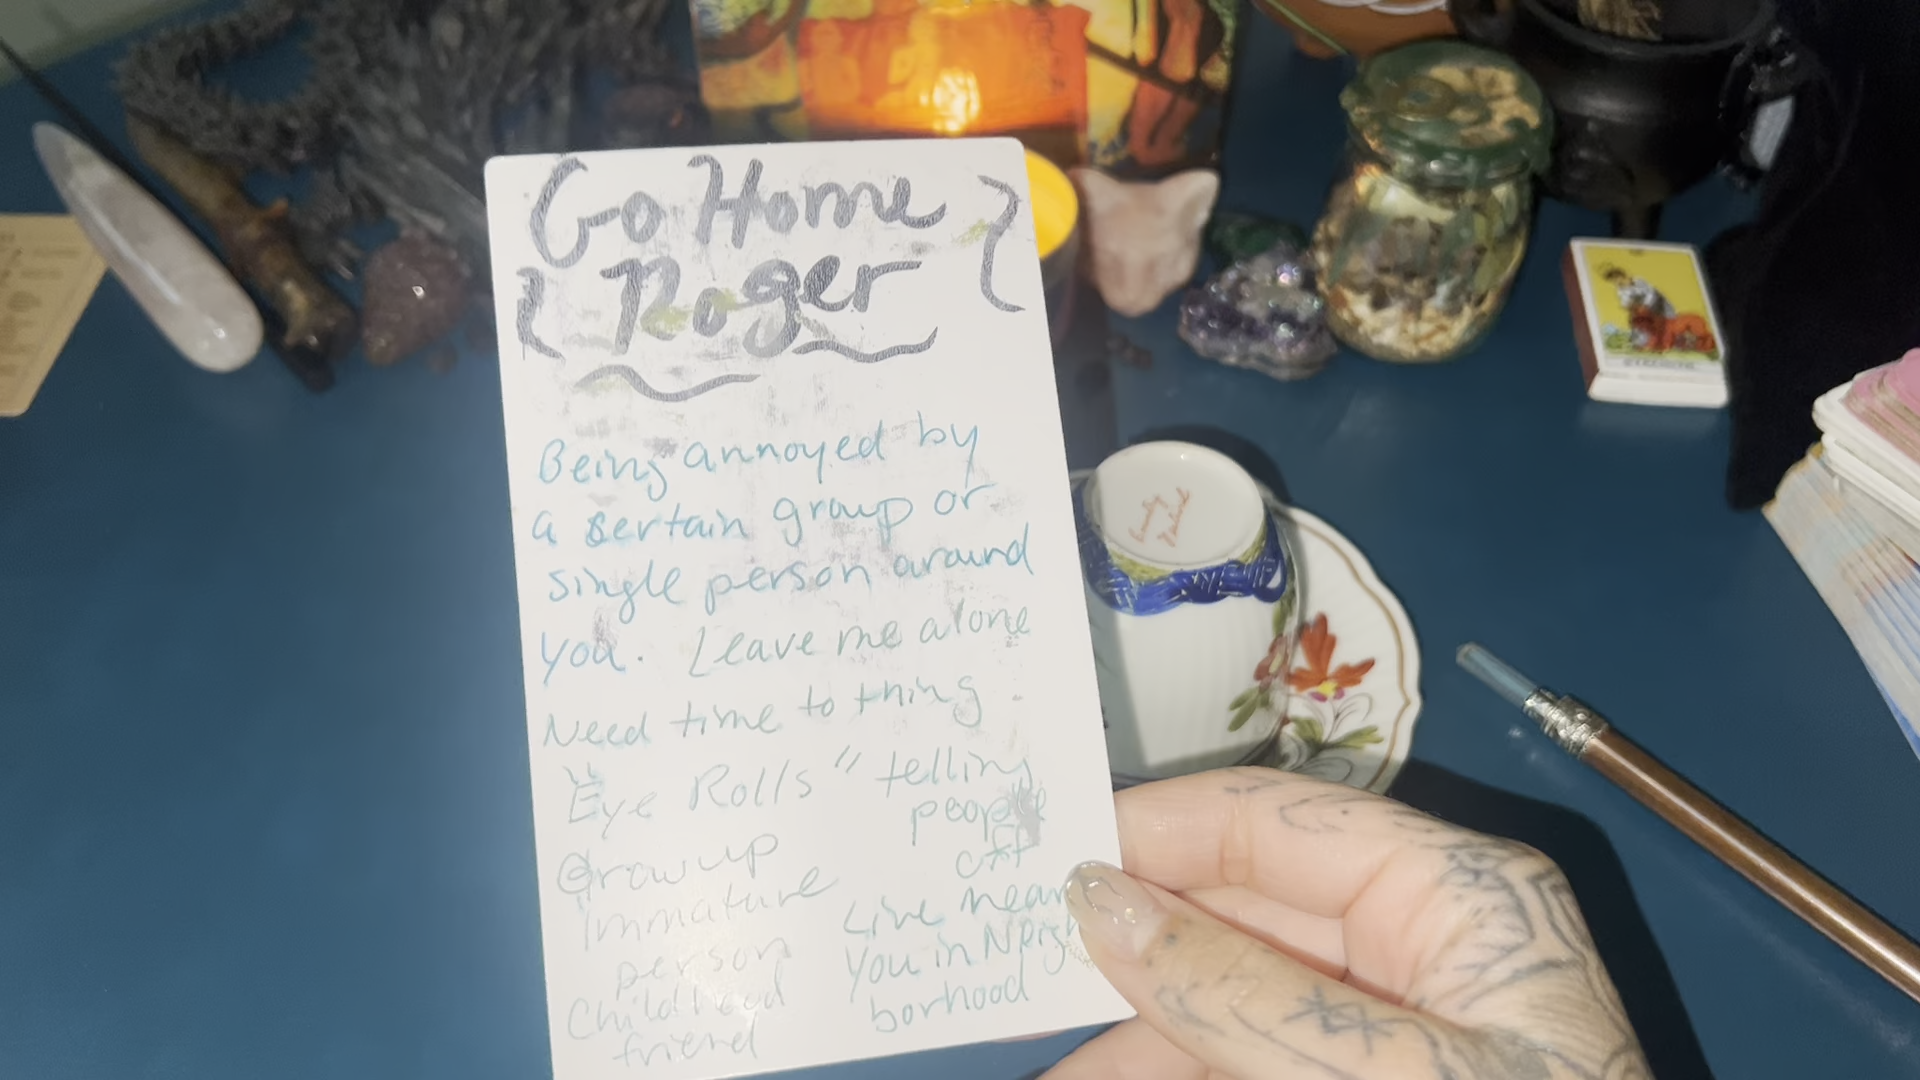 Go Home
Roger
Being annoyed by
a sertain group or
single person around
you. Leave me alone
Need time to thing.
"Eye Rolls" telling
people
off
Grow up
immature
person
Childhood
friend
Live near
you in Neigh
borhood